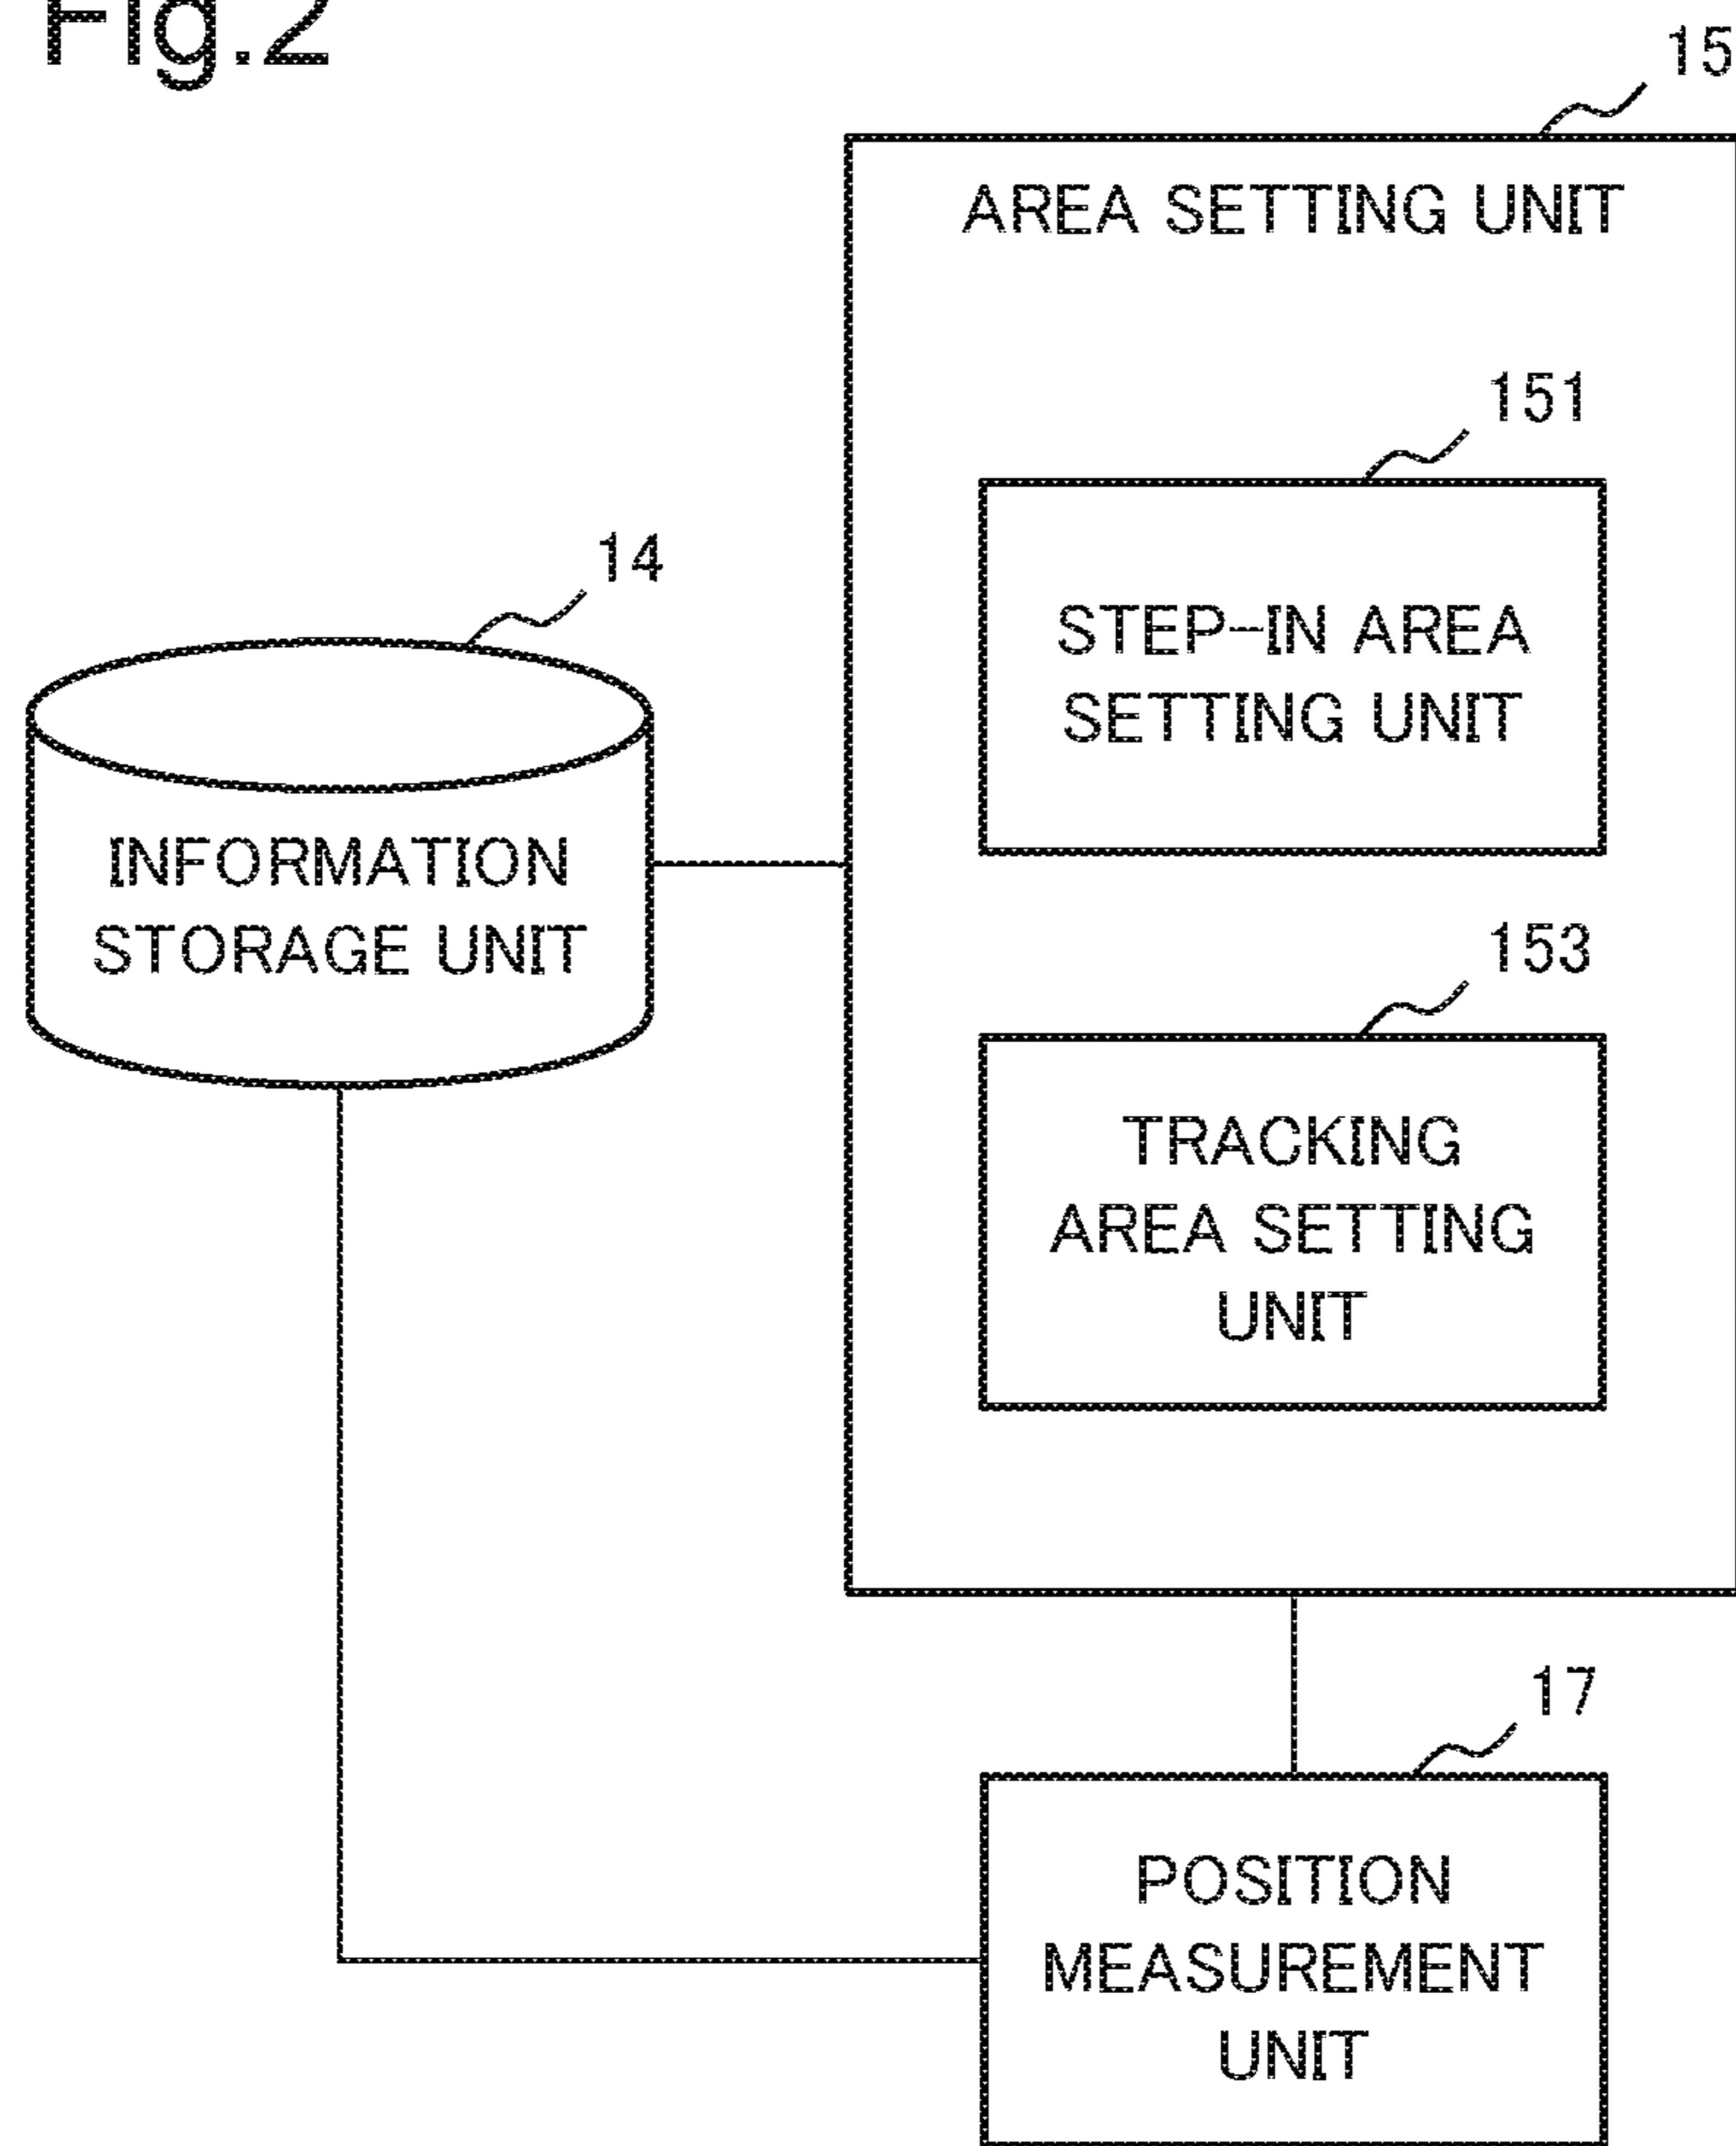 Fig.2
15
AREA SETTING UNIT
151
STEP-IN AREA
SETTING UNIT
14
INFORMATION
STORAGE UNIT
153
TRACKING
AREA SETTING
UNIT
17
POSITION
MEASUREMENT
UNIT